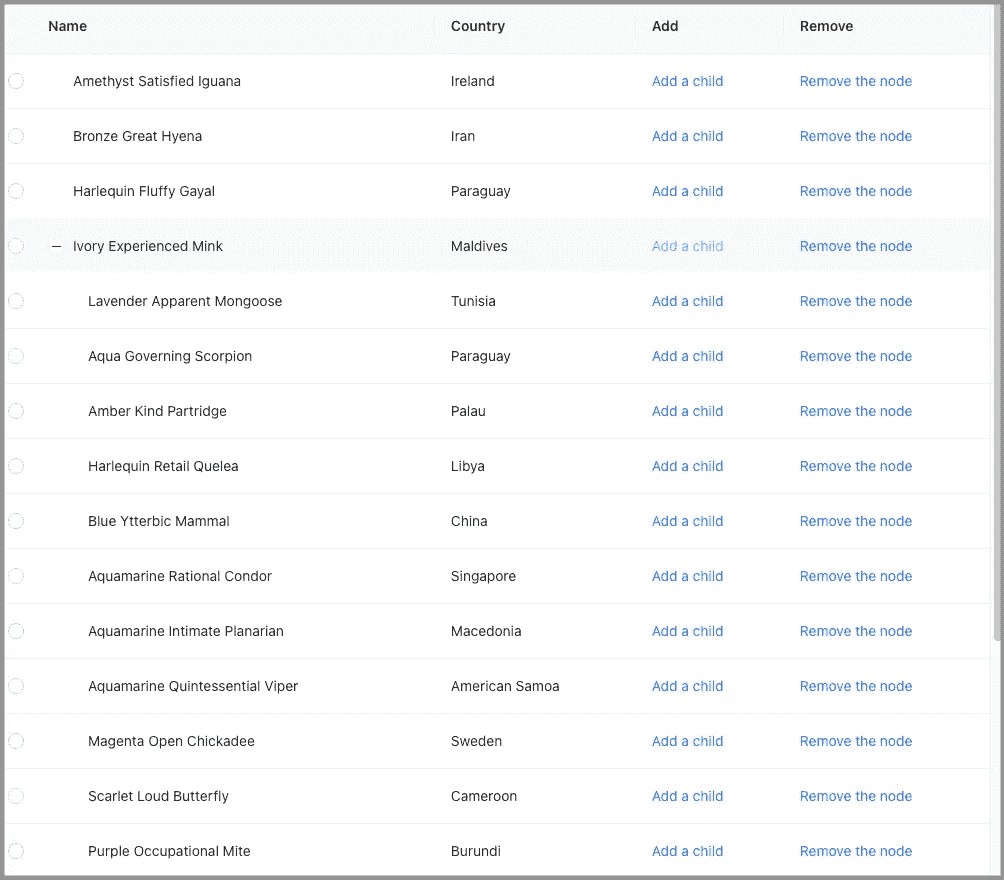 Name Country Add Remove
Amethyst Satisfied Iguana Ireland Add a child Remove the node
Bronze Great Hyena Iran Add a child Remove the node
Harlequin Fluffy Gayal Paraguay Add a child Remove the node
Ivory Experienced Mink Maldives Add a child Remove the node
Lavender Apparent Mongoose Tunisia Add a child Remove the node
Aqua Governing Scorpion Paraguay Add a child Remove the node
Amber Kind Partridge Palau Add a child Remove the node
Harlequin Retail Quelea Libya Add a child Remove the node
Blue Ytterbic Mammal China Add a child Remove the node
Aquamarine Rational Condor Singapore Add a child Remove the node
Aquamarine Intimate Planarian Macedonia Add a child Remove the node
Aquamarine Quintessential Viper American Samoa Add a child Remove the node
Magenta Open Chickadee Sweden Add a child Remove the node
Scarlet Loud Butterfly Cameroon Add a child Remove the node
Purple Occupational Mite Burundi Add a child Remove the node